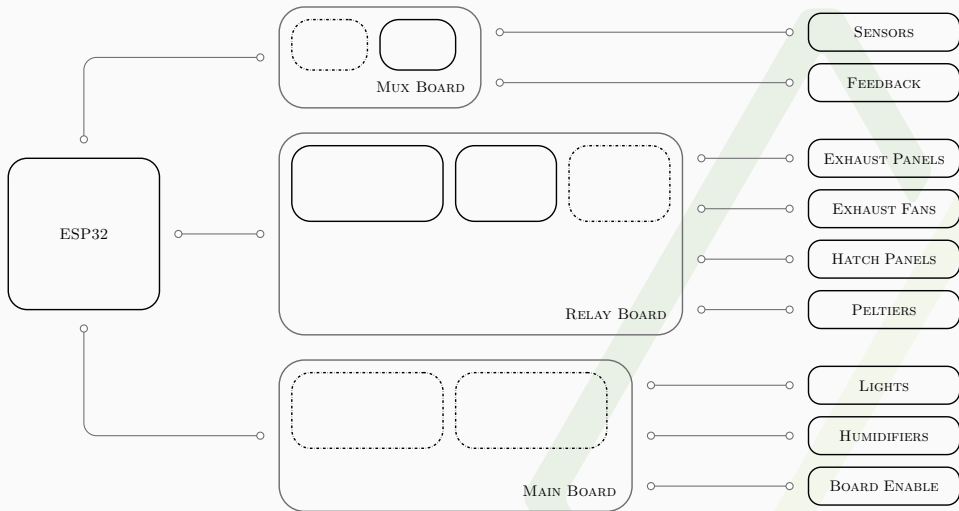 Sensors
Mux Board
Feedback
Exhaust Panels
Exhaust Fans
ESP32
Hatch Panels
Relay Board
Peltiers
Lights
Humidifiers
Main Board
Board Enable